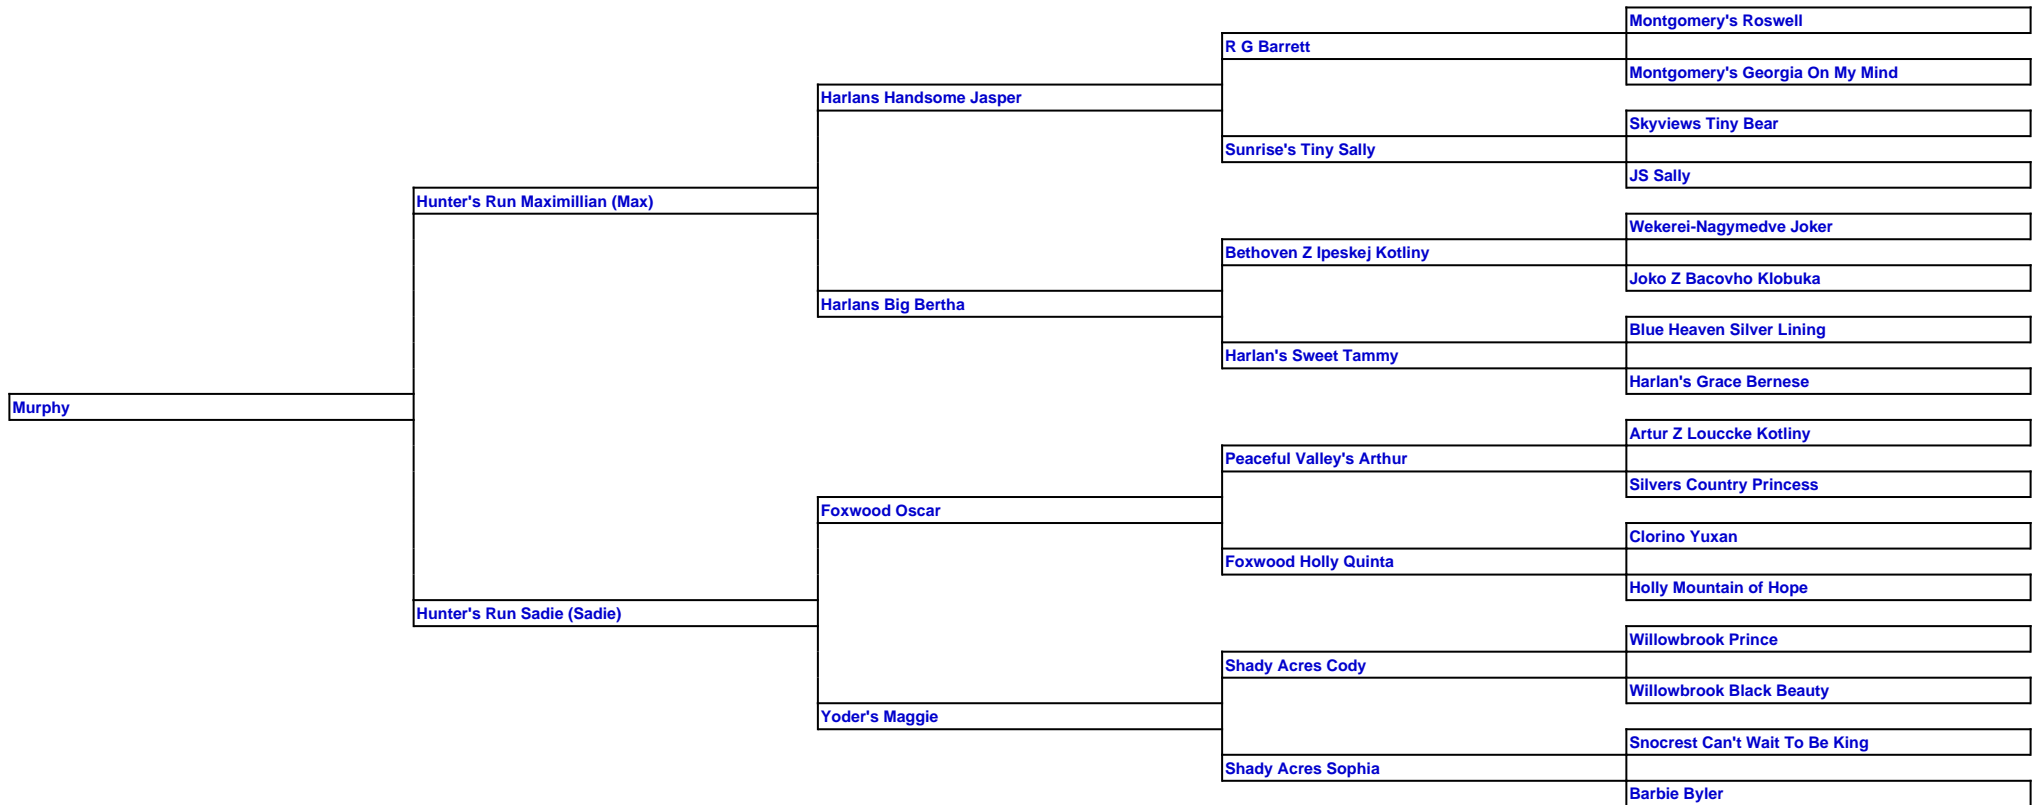 Montgomery's Roswell
R G Barrett
Montgomery's Georgia On My Mind
Harlans Handsome Jasper
Skyviews Tiny Bear
Sunrise's Tiny Sally
JS Sally
Hunter's Run Maximillian (Max)
Wekerei-Nagymedve Joker
Bethoven Z Ipeskej Kotliny
Joko Z Bacovho Klobuka
Harlans Big Bertha
Blue Heaven Silver Lining
Harlan's Sweet Tammy
Harlan's Grace Bernese
Murphy
Artur Z Louccke Kotliny
Peaceful Valley's Arthur
Silvers Country Princess
Foxwood Oscar
Clorino Yuxan
Foxwood Holly Quinta
Holly Mountain of Hope
Hunter's Run Sadie (Sadie)
Willowbrook Prince
Shady Acres Cody
Willowbrook Black Beauty
Yoder's Maggie
Snocrest Can't Wait To Be King
Shady Acres Sophia
Barbie Byler